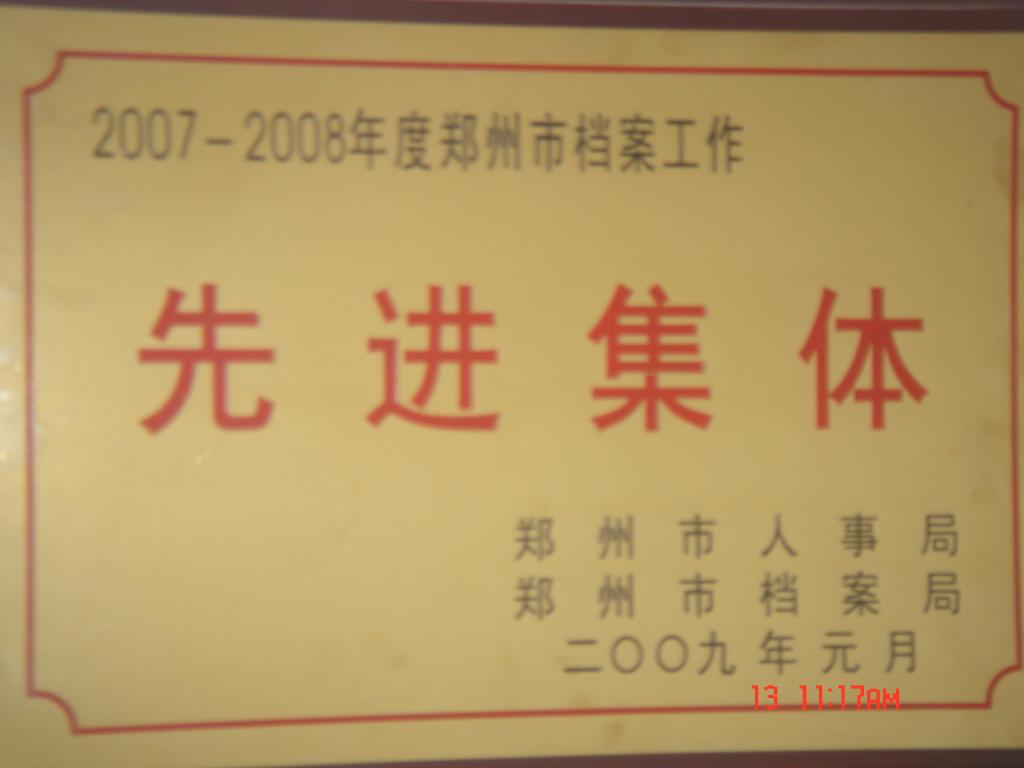 2007-2008年度郑州市档案工作
先进集体
郑州市人事局
郑州市档案局
二〇〇九年元月
13 11:17AM